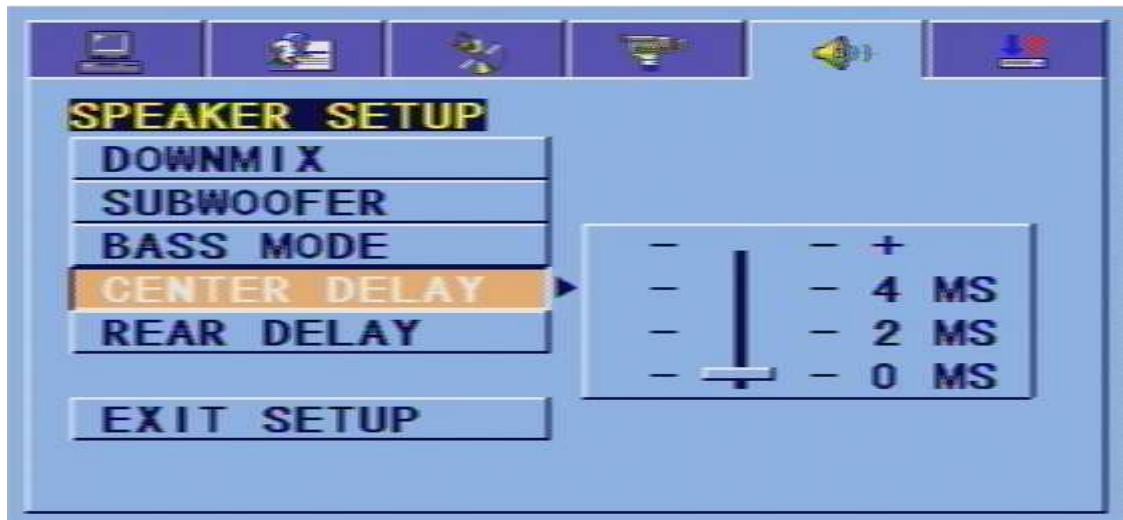 SPEAKER SETUP
DOWNMIX
SUBWOOFER
BASS MODE
CENTER DELAY
REAR DELAY
EXIT SETUP
- - +
- - 4 MS
- - 2 MS
- - 0 MS